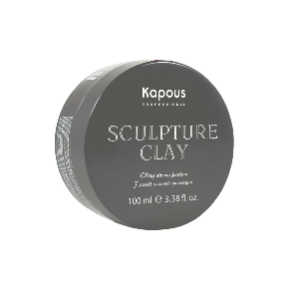 Kapous
PROFESSIONAL
SCULPTURE
CLAY
100 ml ℮ 3.38 fl. oz.